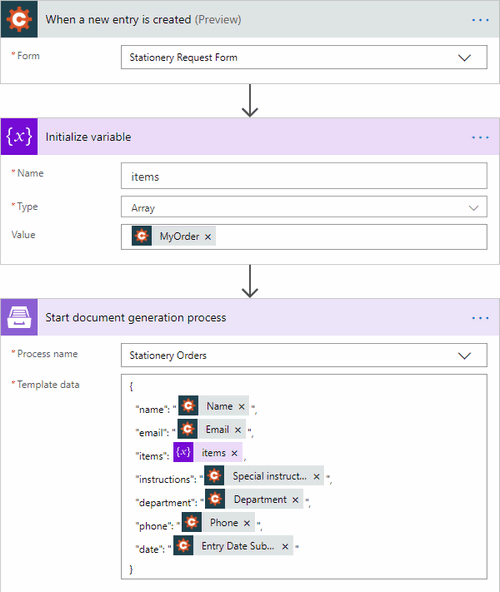 When a new entry is created (Preview) ...
* Form Stationery Request Form
{x} Initialize variable ...
* Name items
* Type Array
Value MyOrder ×
Start document generation process ...
* Process name Stationery Orders
* Template data {
"name": " Name × ",
"email": " Email × ",
"items": {x} items × ,
"instructions": " Special instruct... × ",
"department": " Department × ",
"phone": " Phone × ",
"date": " Entry Date Sub... × "
}